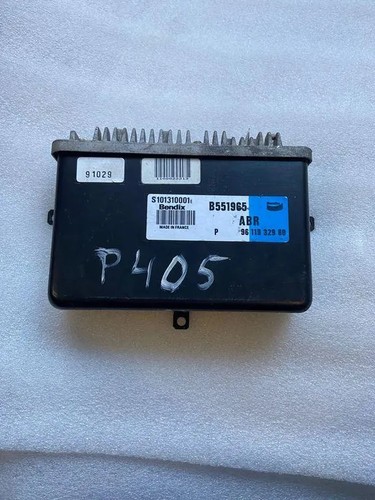 91029
S101310001
Bendix
MADE IN FRANCE
B551965
ABR
P 96 118 329 80
P405